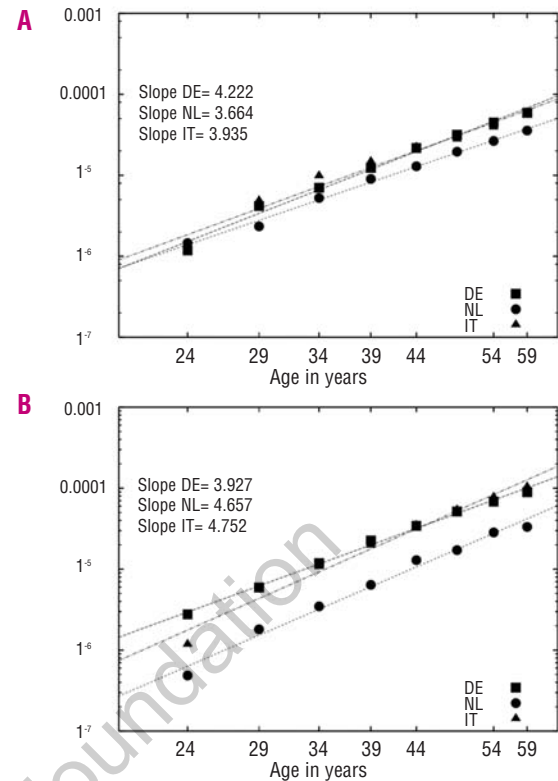 A
0.001
0.0001
1-5
1-6
1-7
Slope DE= 4.222
Slope NL= 3.664
Slope IT= 3.935
DE
NL
IT
24 29 34 39 44 54 59
Age in years
B
0.001
0.0001
1-5
1-6
1-7
Slope DE= 3.927
Slope NL= 4.657
Slope IT= 4.752
DE
NL
IT
24 29 34 39 44 54 59
Age in years
foundation